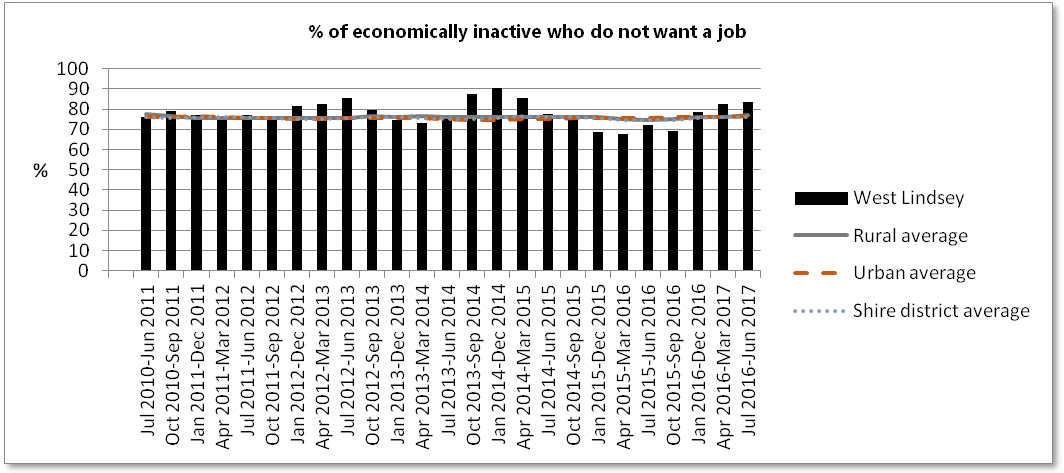 % of economically inactive who do not want a job
100
90
80
70
60
50
40
30
20
10
0
%
Jul 2010-Jun 2011
Oct 2010-Sep 2011
Jan 2011-Dec 2011
Apr 2011-Mar 2012
Jul 2011-Jun 2012
Oct 2011-Sep 2012
Jan 2012-Dec 2012
Apr 2012-Mar 2013
Jul 2012-Jun 2013
Oct 2012-Sep 2013
Jan 2013-Dec 2013
Apr 2013-Mar 2014
Jul 2013-Jun 2014
Oct 2013-Sep 2014
Jan 2014-Dec 2014
Apr 2014-Mar 2015
Jul 2014-Jun 2015
Oct 2014-Sep 2015
Jan 2015-Dec 2015
Apr 2015-Mar 2016
Jul 2015-Jun 2016
Oct 2015-Sep 2016
Jan 2016-Dec 2016
Apr 2016-Mar 2017
Jul 2016-Jun 2017
West Lindsey
Rural average
Urban average
Shire district average